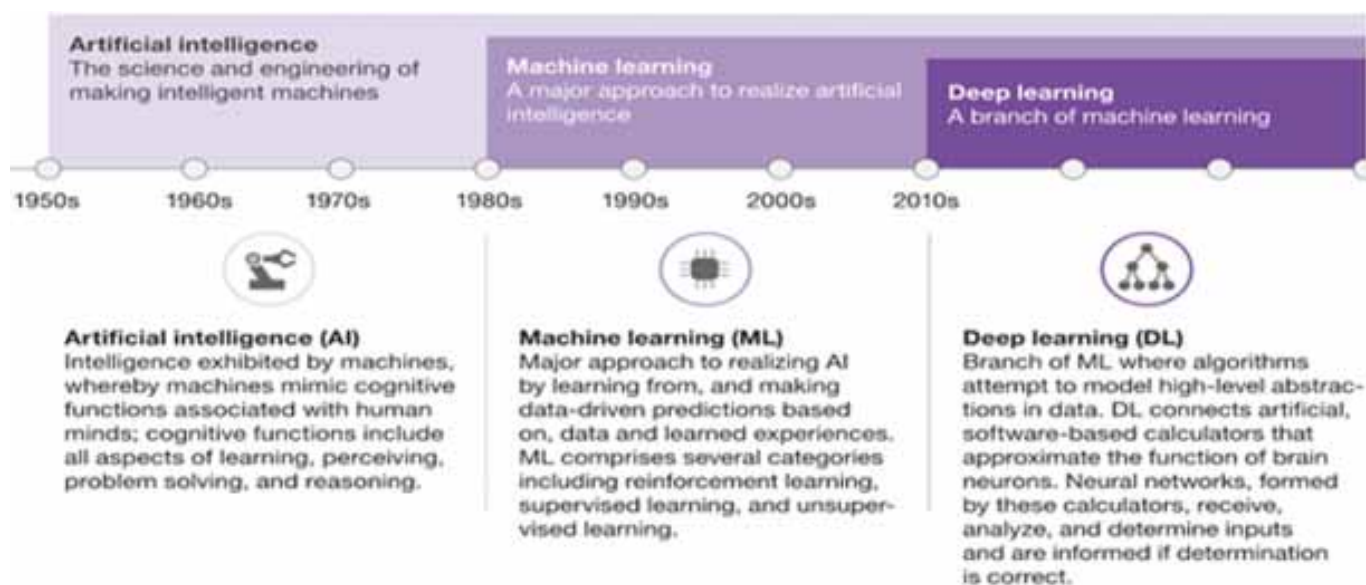 Artificial intelligence
The science and engineering of
making intelligent machines
Machine learning
A major approach to realize artificial
intelligence
Deep learning
A branch of machine learning
1950s 1960s 1970s 1980s 1990s 2000s 2010s
Artificial intelligence (AI)
Intelligence exhibited by machines,
whereby machines mimic cognitive
functions associated with human
minds; cognitive functions include
all aspects of learning, perceiving,
problem solving, and reasoning.
Machine learning (ML)
Major approach to realizing AI
by learning from, and making
data-driven predictions based
on, data and learned experiences.
ML comprises several categories
including reinforcement learning,
supervised learning, and unsuper-
vised learning.
Deep learning (DL)
Branch of ML where algorithms
attempt to model high-level abstrac-
tions in data. DL connects artificial,
software-based calculators that
approximate the function of brain
neurons. Neural networks, formed
by these calculators, receive,
analyze, and determine inputs
and are informed if determination
is correct.